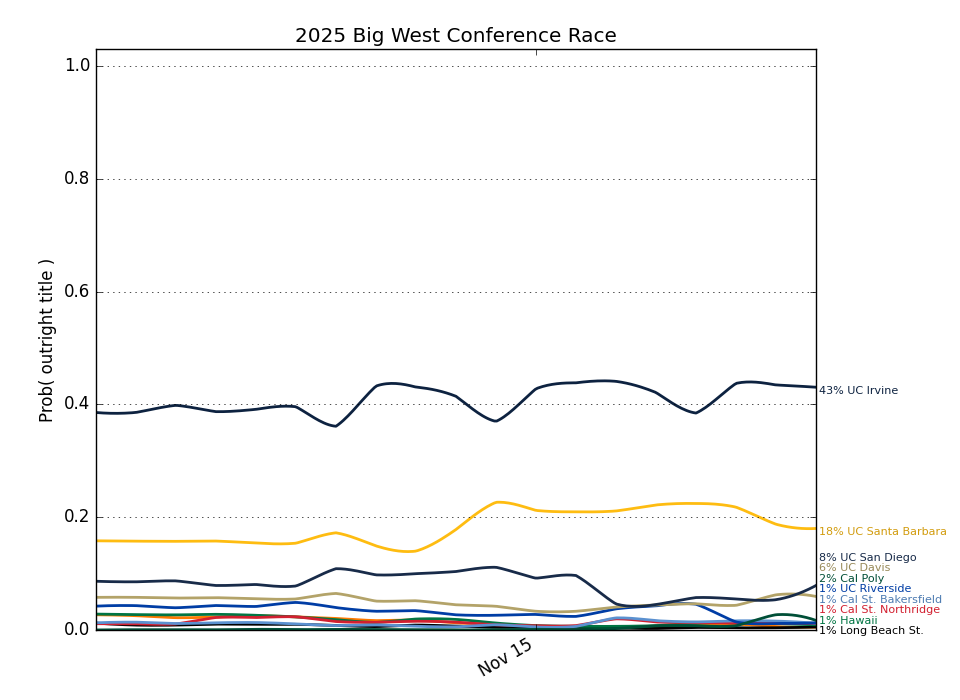 2025 Big West Conference Race
Prob( outright title )
1.0
0.8
0.6
0.4
0.2
0.0
Nov 15
43% UC Irvine
18% UC Santa Barbara
8% UC San Diego
6% UC Davis
2% Cal Poly
1% UC Riverside
1% Cal St. Bakersfield
1% Cal St. Northridge
1% Hawaii
1% Long Beach St.